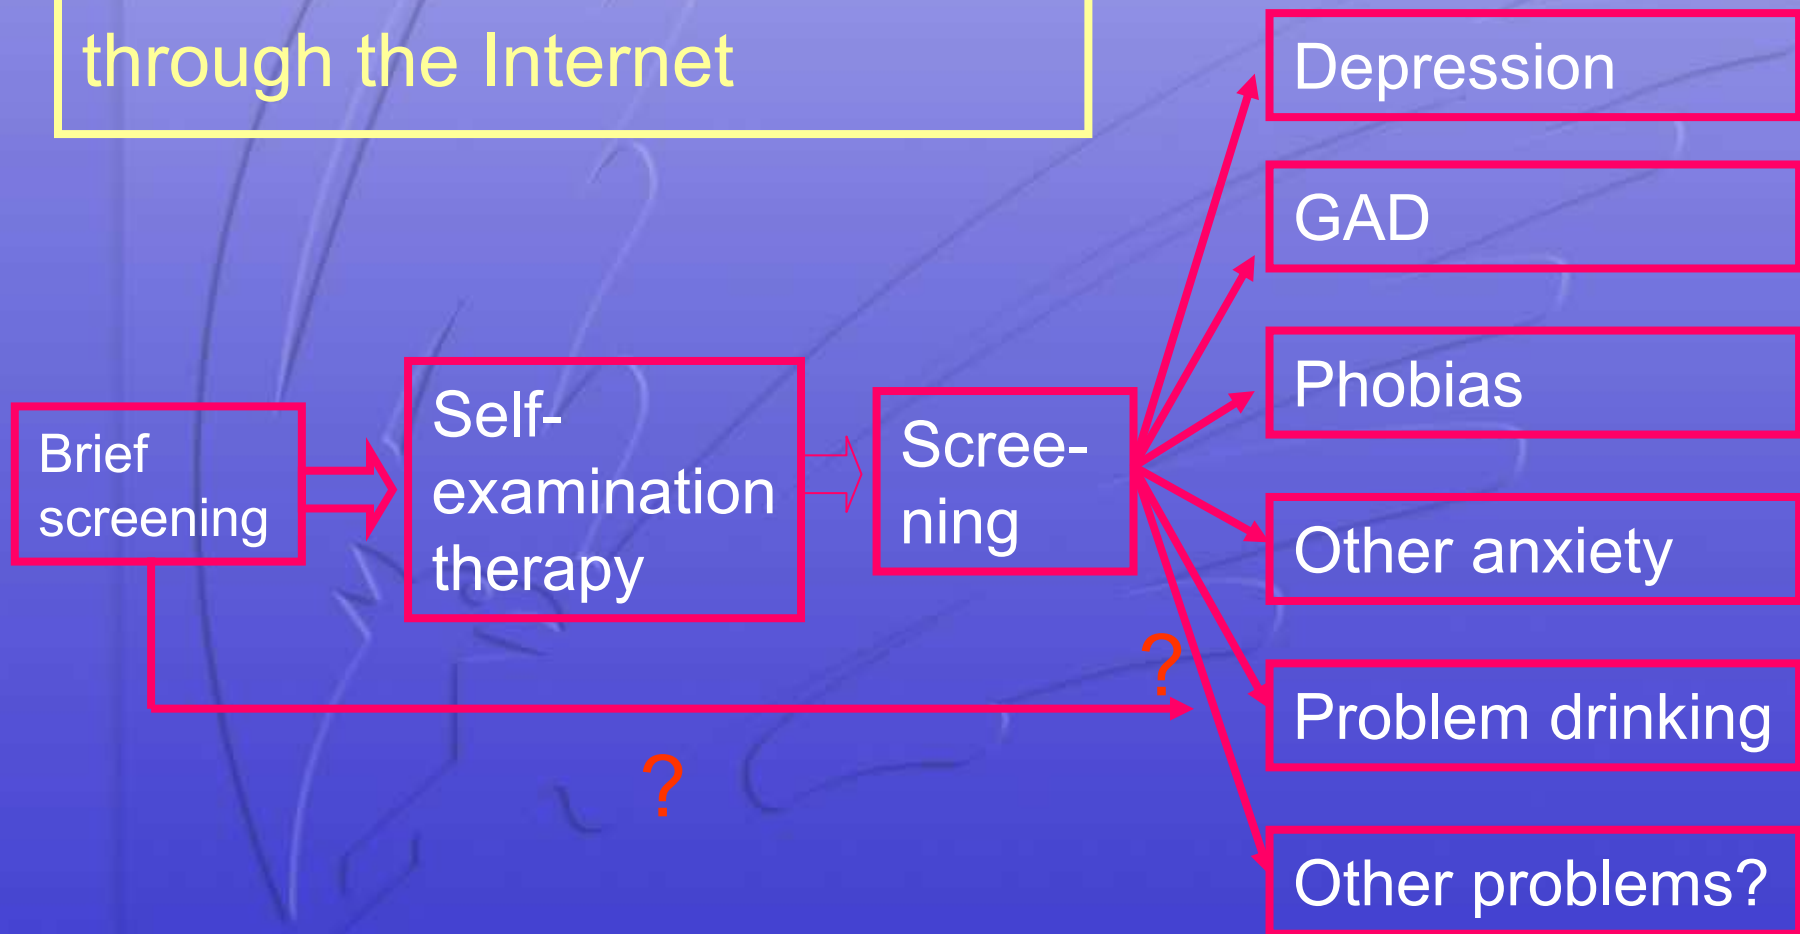 through the Internet
Brief
screening
Self-
examination
therapy
Scree-
ning
Depression
GAD
Phobias
Other anxiety
Problem drinking
Other problems?
?
?